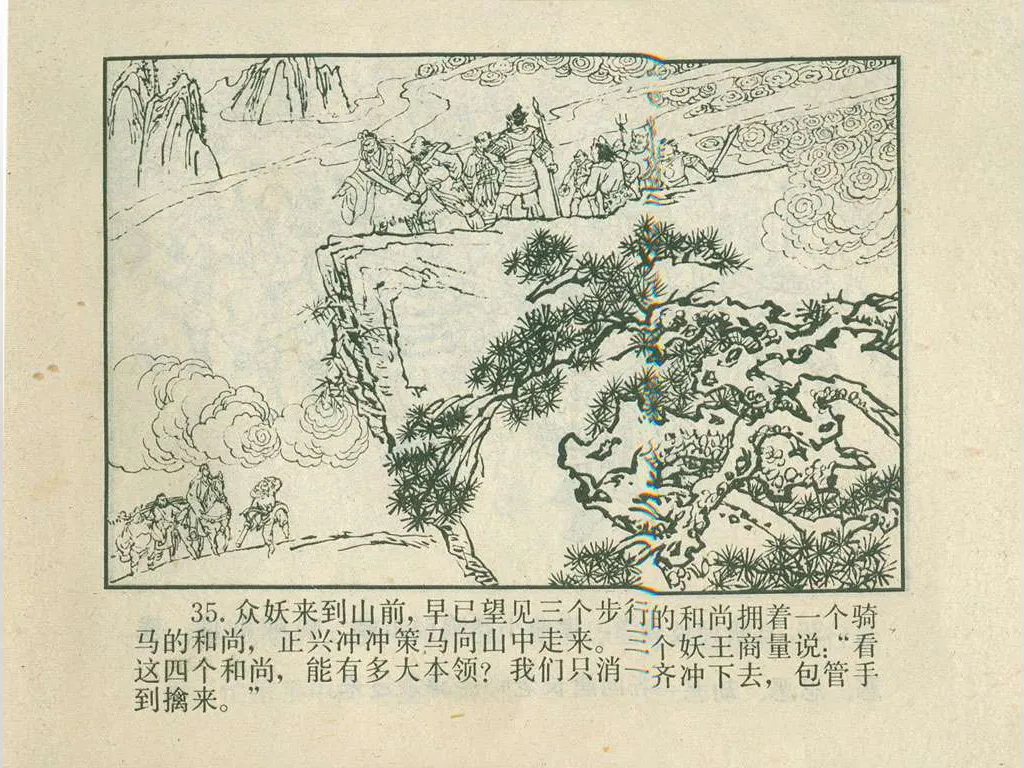 35. 众妖来到山前，早已望见三个步行的和尚拥着一个骑
马的和尚，正兴冲冲策马向山中走来。三个妖王商量说：“看
这四个和尚，能有多大本领？我们只消一齐冲下去，包管手
到擒来。”